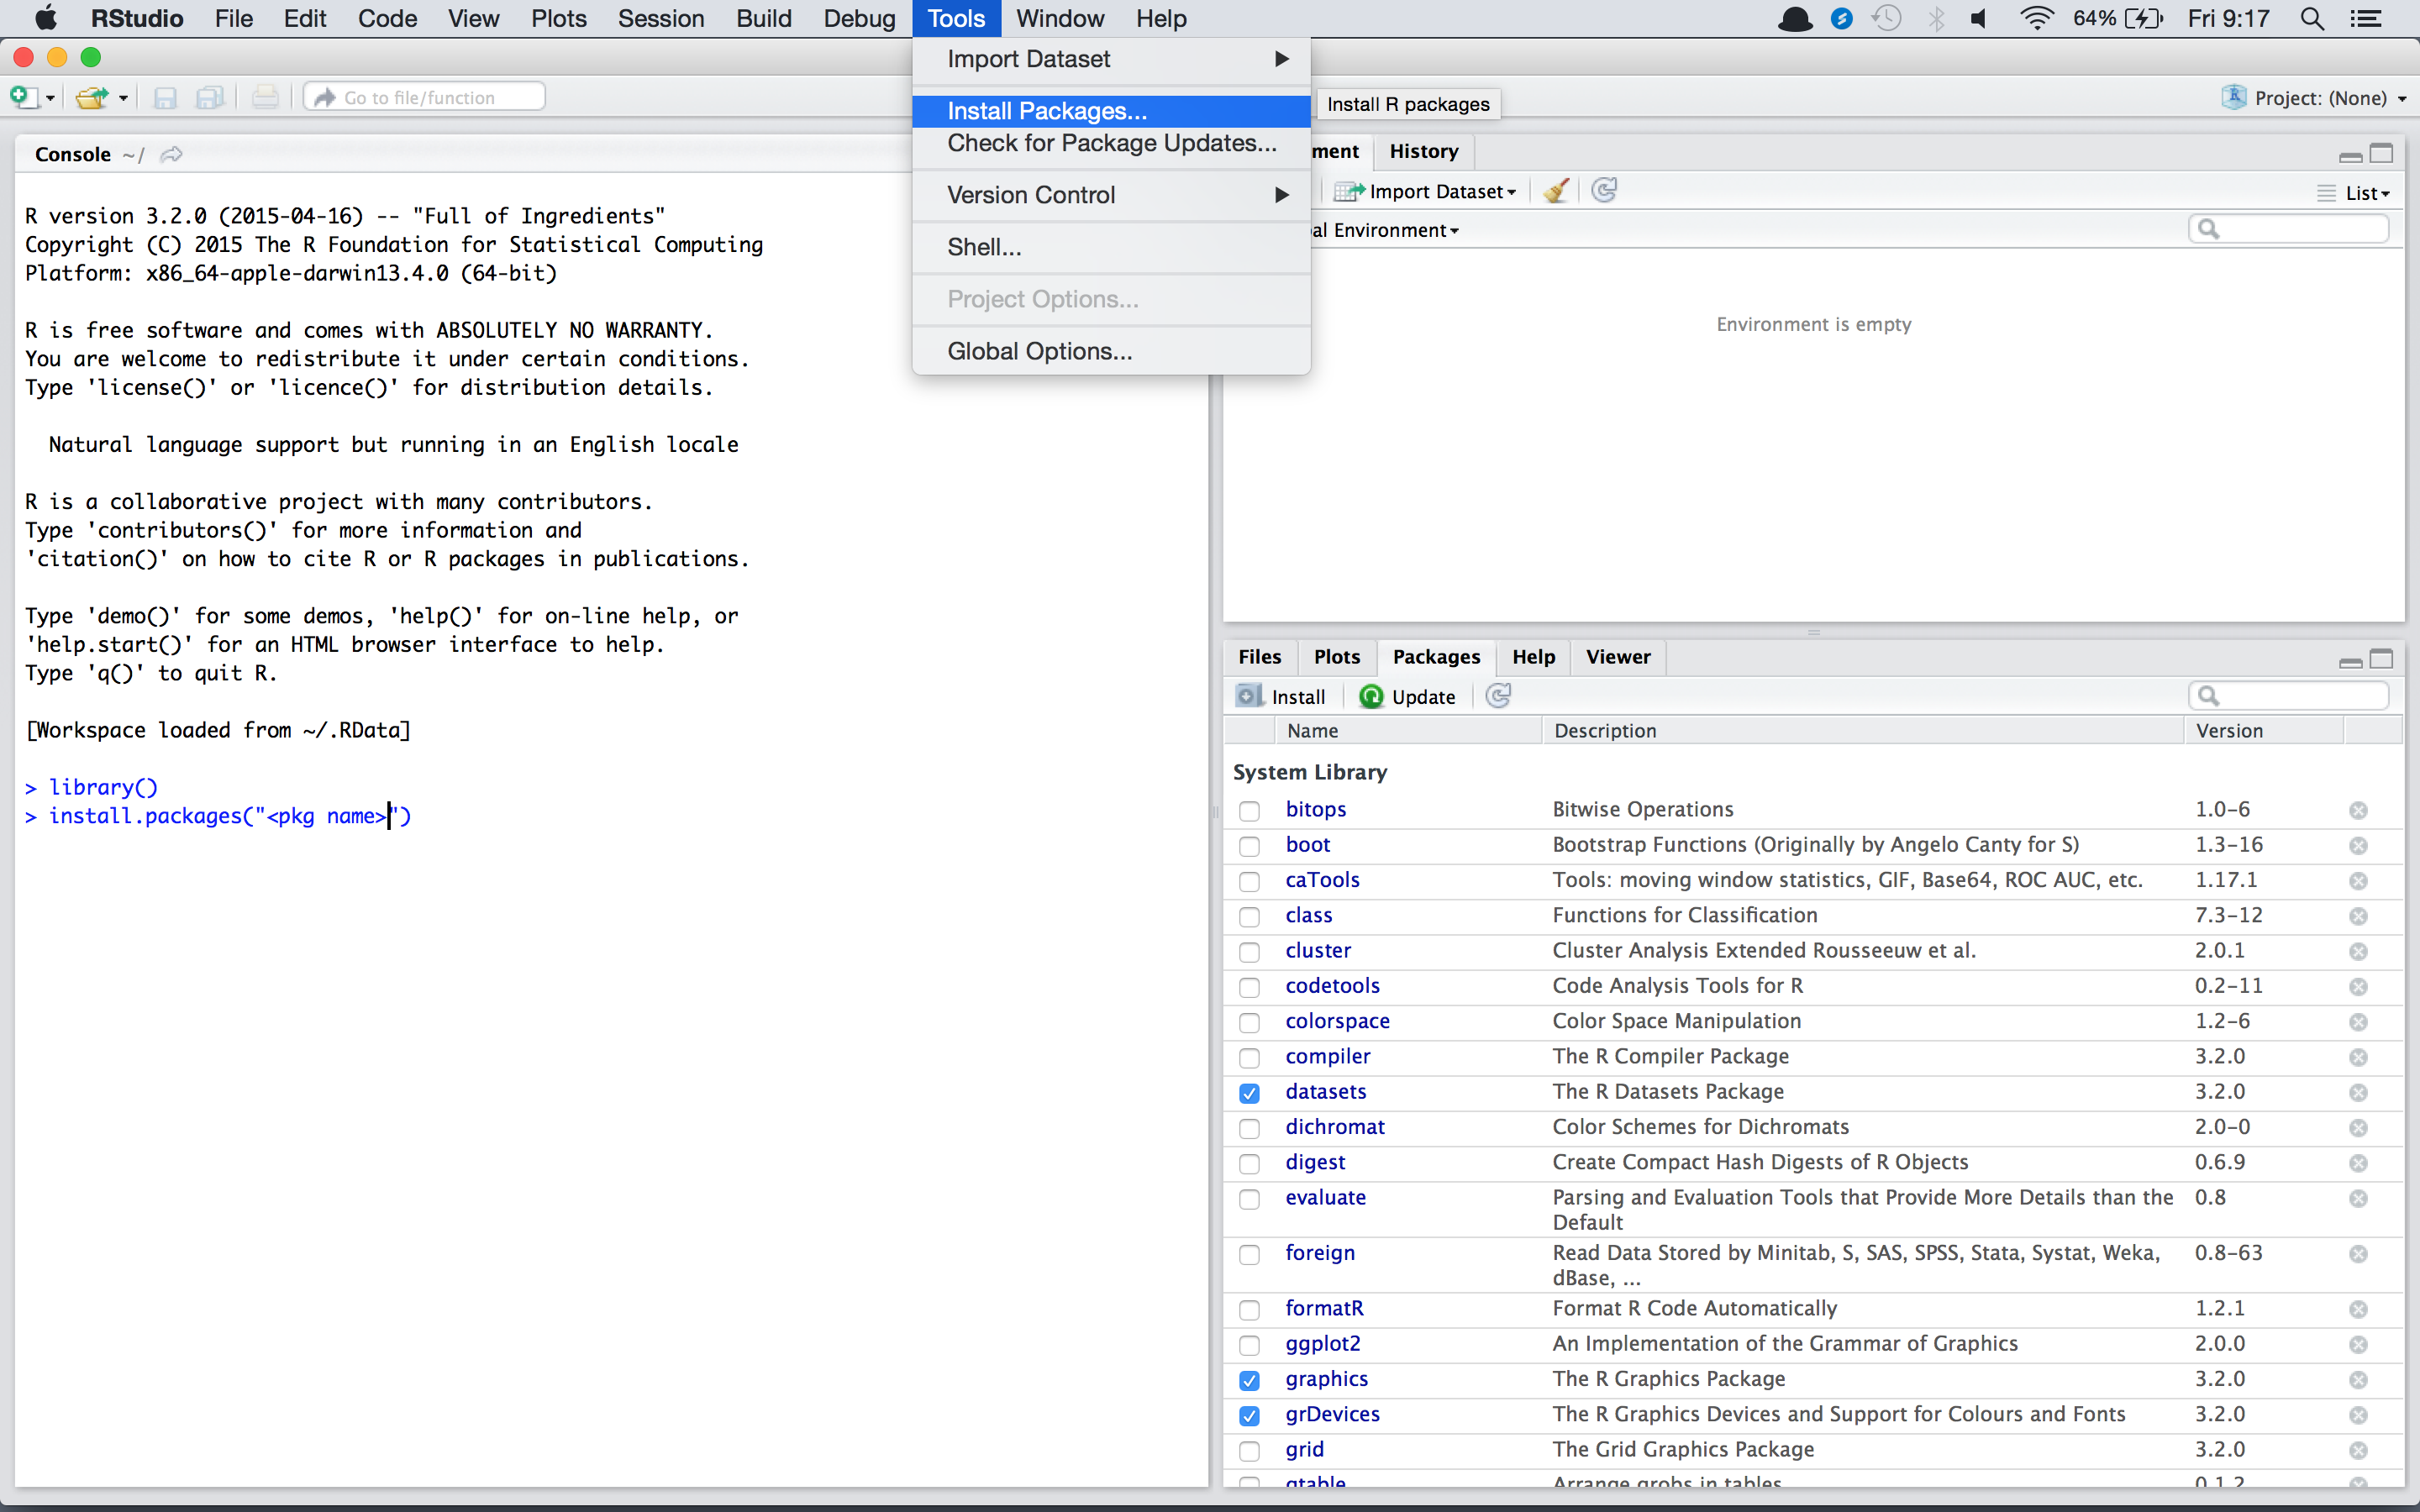 RStudio File Edit Code View Plots Session Build Debug Tools Window Help 64% Fri 9:17
Go to file/function
Project: (None)
Import Dataset
Install Packages...
Install R packages
Check for Package Updates...
Version Control
Shell...
Project Options...
Global Options...
Console ~/
R version 3.2.0 (2015-04-16) -- "Full of Ingredients"
Copyright (C) 2015 The R Foundation for Statistical Computing
Platform: x86_64-apple-darwin13.4.0 (64-bit)
R is free software and comes with ABSOLUTELY NO WARRANTY.
You are welcome to redistribute it under certain conditions.
Type 'license()' or 'licence()' for distribution details.
Natural language support but running in an English locale
R is a collaborative project with many contributors.
Type 'contributors()' for more information and
'citation()' on how to cite R or R packages in publications.
Type 'demo()' for some demos, 'help()' for on-line help, or
'help.start()' for an HTML browser interface to help.
Type 'q()' to quit R.
[Workspace loaded from ~/.RData]
> library()
> install.packages("<pkg name>")
ment History
Import Dataset List
al Environment
Environment is empty
Files Plots Packages Help Viewer
Install Update
Name Description Version
System Library
bitops Bitwise Operations 1.0-6
boot Bootstrap Functions (Originally by Angelo Canty for S) 1.3-16
caTools Tools: moving window statistics, GIF, Base64, ROC AUC, etc. 1.17.1
class Functions for Classification 7.3-12
cluster Cluster Analysis Extended Rousseeuw et al. 2.0.1
codetools Code Analysis Tools for R 0.2-11
colorspace Color Space Manipulation 1.2-6
compiler The R Compiler Package 3.2.0
datasets The R Datasets Package 3.2.0
dichromat Color Schemes for Dichromats 2.0-0
digest Create Compact Hash Digests of R Objects 0.6.9
evaluate Parsing and Evaluation Tools that Provide More Details than the 0.8
Default
foreign Read Data Stored by Minitab, S, SAS, SPSS, Stata, Systat, Weka, 0.8-63
dBase, ...
formatR Format R Code Automatically 1.2.1
ggplot2 An Implementation of the Grammar of Graphics 2.0.0
graphics The R Graphics Package 3.2.0
grDevices The R Graphics Devices and Support for Colours and Fonts 3.2.0
grid The Grid Graphics Package 3.2.0
gtable Arrange grobs in tables 0.1.2